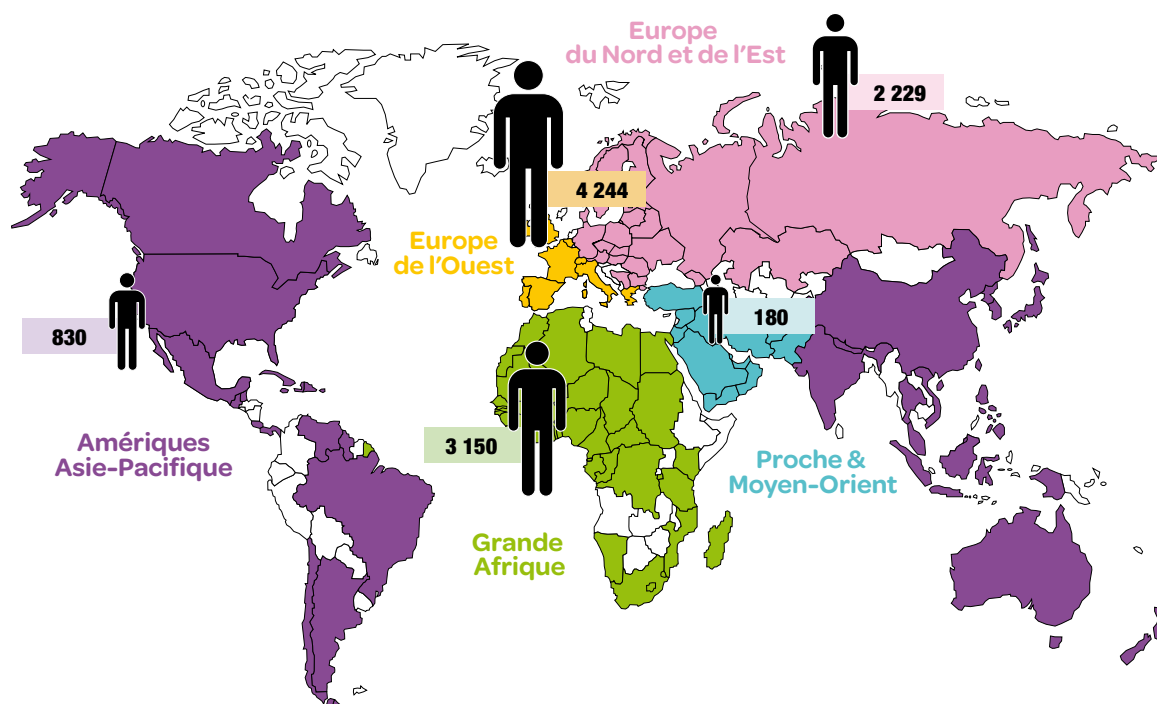 Europe
du Nord et de l'Est
2 229
4 244
Europe
de l'Ouest
830
180
Amériques
Asie-Pacifique
3 150
Proche &
Moyen-Orient
Grande
Afrique